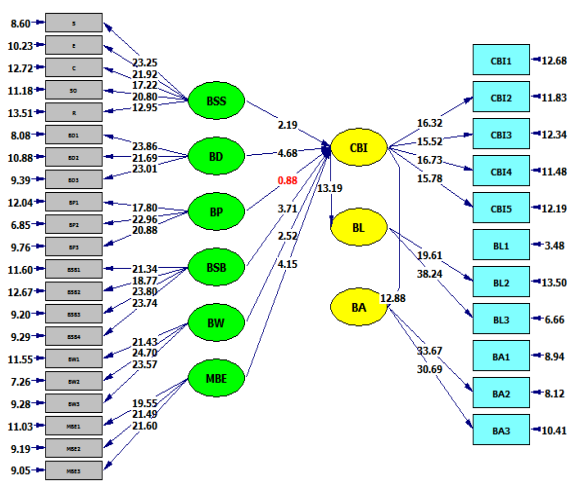 8.60 S
10.23 E
12.72 C
11.18 SO
13.51 R
8.08 BD1
10.88 BD2
9.39 BD3
12.04 BP1
6.85 BP2
9.76 BP3
11.60 BSB1
12.67 BSB2
9.20 BSB3
9.29 BSB4
11.55 BW1
7.26 BW2
9.28 BW3
11.03 MBE1
9.19 MBE2
9.05 MBE3
23.25
21.92
17.22
20.80
12.95
23.86
21.69
23.01
17.80
22.96
20.88
21.34
18.77
23.80
23.74
21.43
24.70
23.57
19.55
21.49
21.60
BSS
BD
BP
BSB
BW
MBE
2.19
4.68
0.88
3.71
2.52
4.15
CBI
BL
BA
13.19
12.88
16.32
15.52
16.73
15.78
19.61
38.24
33.67
30.69
CBI1 12.68
CBI2 11.83
CBI3 12.34
CBI4 11.48
CBI5 12.19
BL1 3.48
BL2 13.50
BL3 6.66
BA1 8.94
BA2 8.12
BA3 10.41